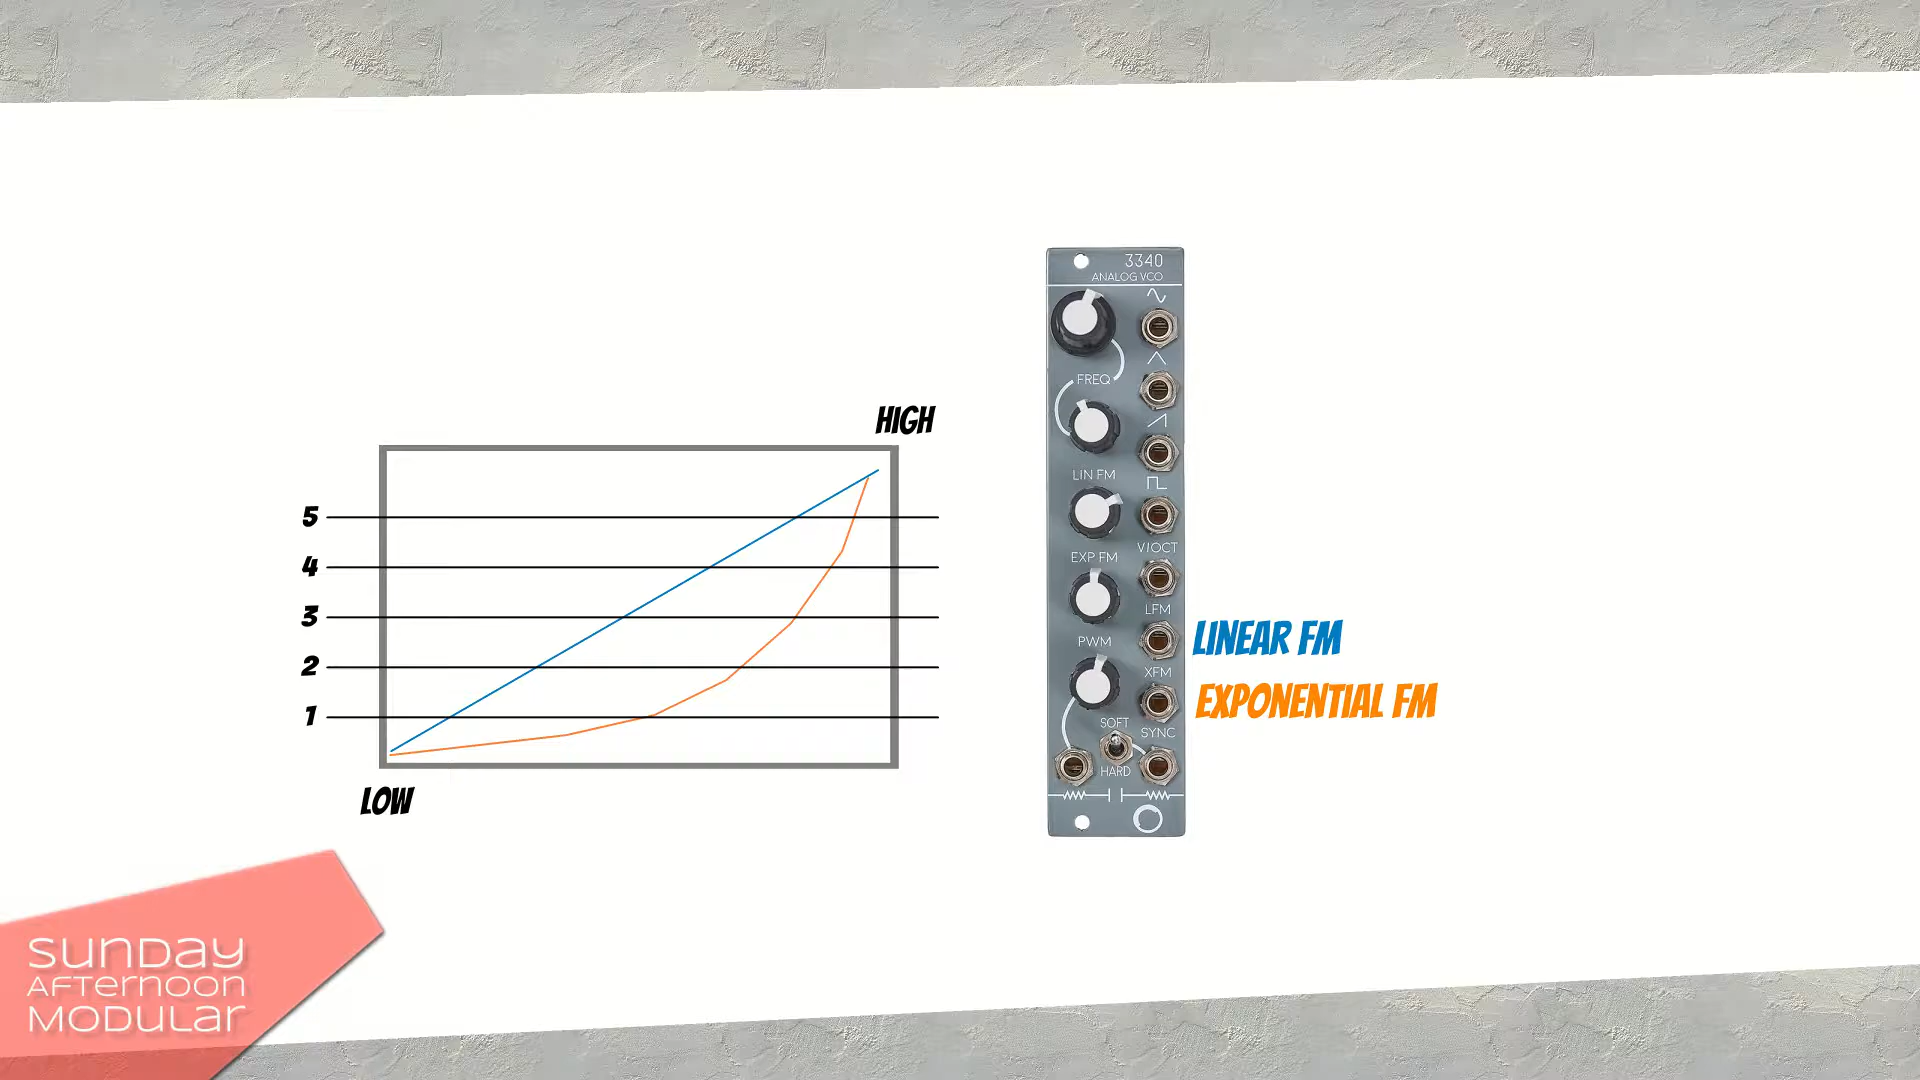 HIGH
5
4
3
2
1
LOW
3340
ANALOG VCO
FREQ
LIN FM
EXP FM
V/OCT
LFM
PWM
XFM
SOFT
SYNC
HARD
LINEAR FM
EXPONENTIAL FM
SUNDAY
AFTERNOON
MODULAR